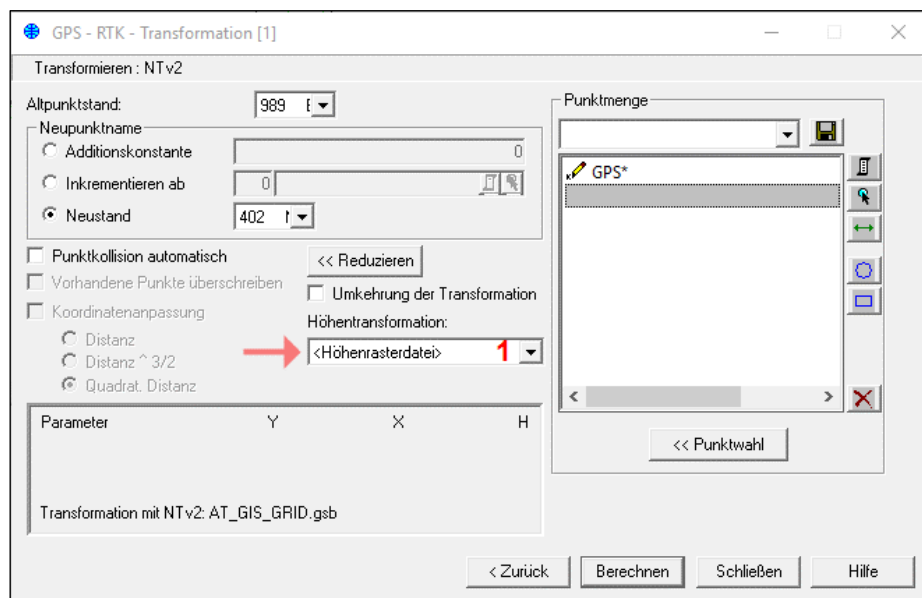 GPS - RTK - Transformation [1]
Transformieren : NTv2
Altpunktstand:
989
Neupunktname
Additionskonstante
0
Inkrementieren ab
0
Neustand
402
Punktkollision automatisch
Vorhandene Punkte überschreiben
Koordinatenanpassung
Distanz
Distanz ^ 3/2
Quadrat. Distanz
<< Reduzieren
Umkehrung der Transformation
Höhentransformation:
<Höhenrasterdatei> 1
Parameter Y X H
Transformation mit NTv2: AT_GIS_GRID.gsb
Punktmenge
GPS*
<< Punktwahl
< Zurück
Berechnen
Schließen
Hilfe